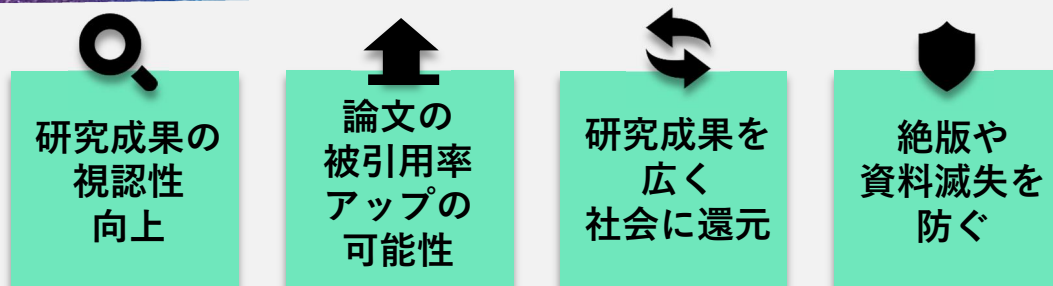 研究成果の
視認性
向上
論文の
被引用率
アップの
可能性
研究成果を
広く
社会に還元
絶版や
資料滅失を
防ぐ